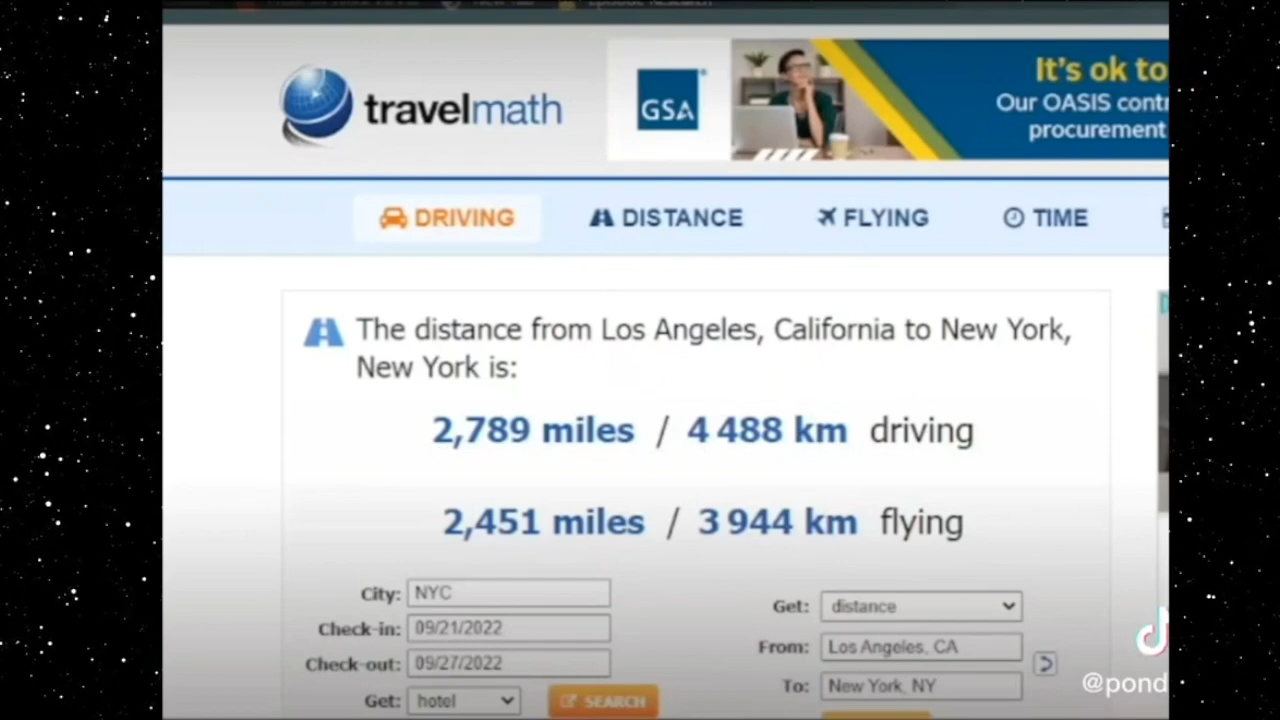 travelmath
GSA
It's ok to
Our OASIS contr
procurement
DRIVING
DISTANCE
FLYING
TIME
The distance from Los Angeles, California to New York,
New York is:
2,789 miles / 4 488 km driving
2,451 miles / 3 944 km flying
City: NYC
Check-in: 09/21/2022
Check-out: 09/27/2022
Get: hotel
SEARCH
Get: distance
From: Los Angeles, CA
To: New York, NY
@pond